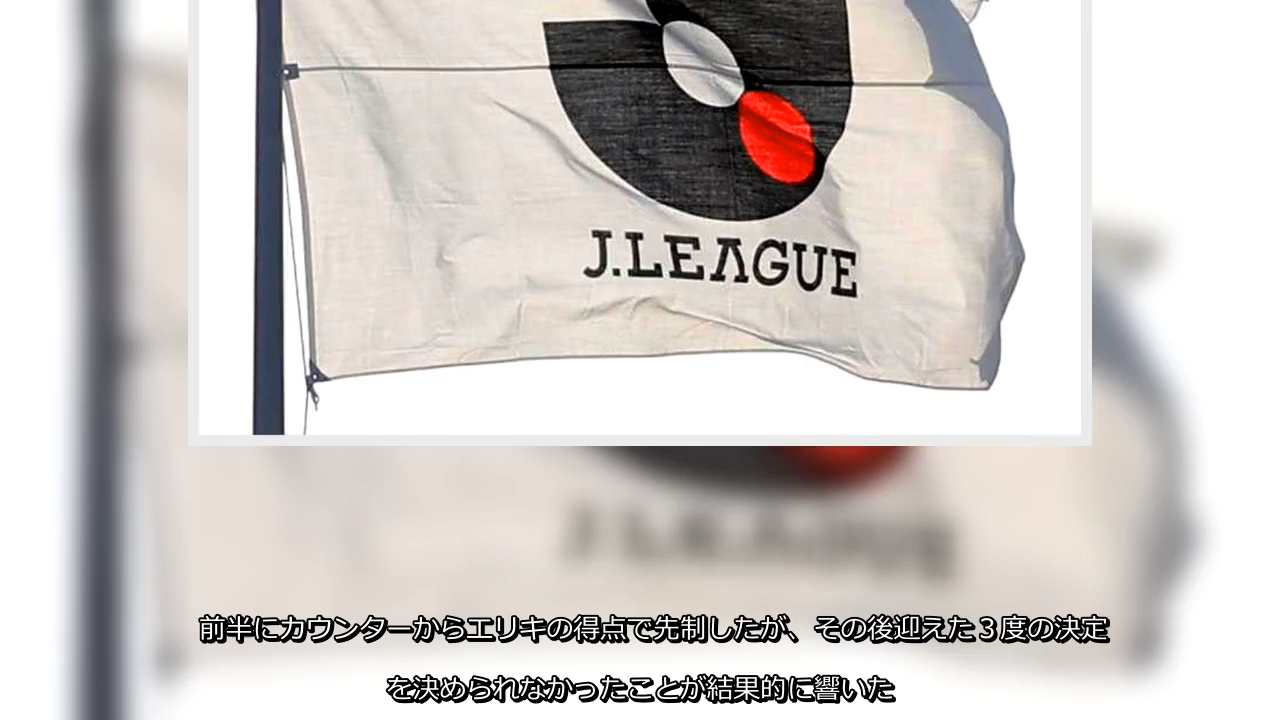 J.LEAGUE
前半にカウンターからエリキの得点で先制したが、その後迎えた３度の決定
を決められなかったことが結果的に響いた